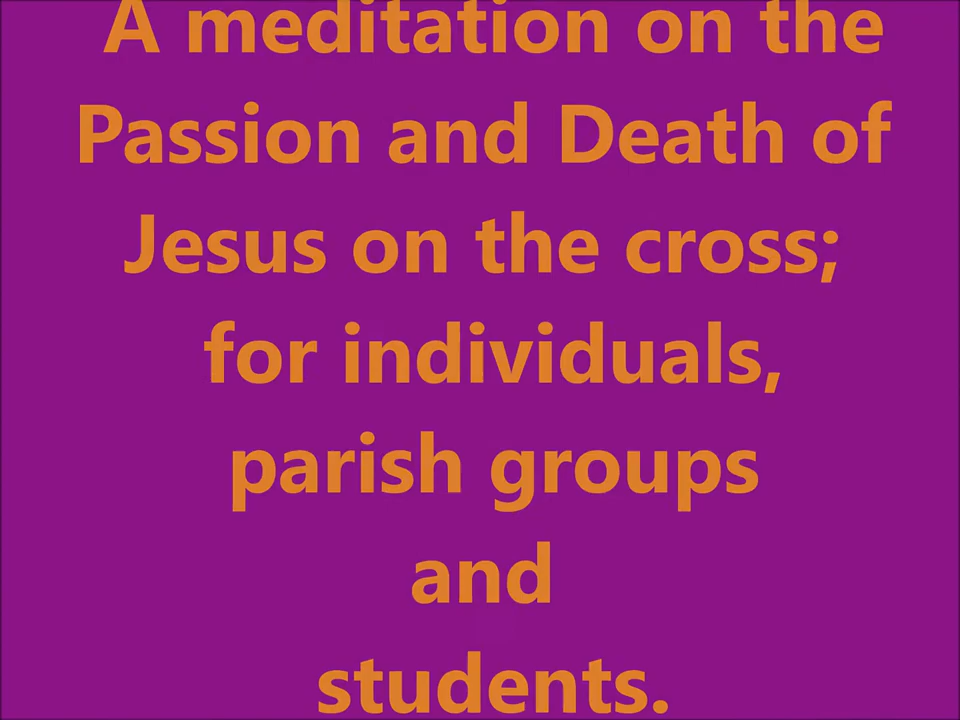 A meditation on the
Passion and Death of
Jesus on the cross;
for individuals,
parish groups
and
students.